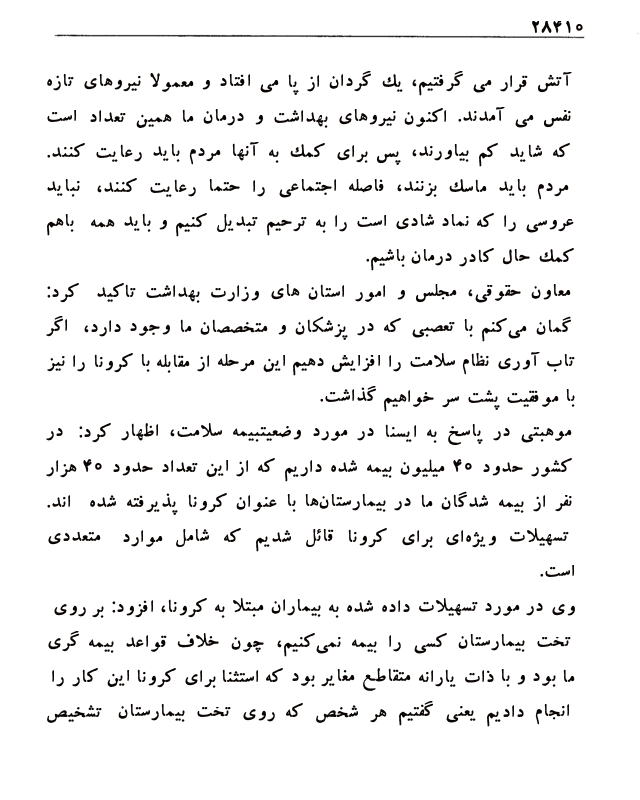 ۲۸۴۱۰
آتش قرار می گرفتیم، یك گردان از پا می افتاد و معمولا نیروهای تازه
نفس می آمدند. اکنون نیروهای بهداشت و درمان ما همین تعداد است
که شاید کم بیاورند، پس برای کمك به آنها مردم باید رعایت کنند.
مردم باید ماسك بزنند، فاصله اجتماعی را حتما رعایت کنند، نباید
عروسی را که نماد شادی است را به ترحیم تبدیل کنیم و باید همه باهم
کمك حال کادر درمان باشیم.
معاون حقوقی، مجلس و امور استان های وزارت بهداشت تاکید کرد:
گمان می‌کنم با تعصبی که در پزشکان و متخصصان ما وجود دارد، اگر
تاب آوری نظام سلامت را افزایش دهیم این مرحله از مقابله با کرونا را نیز
با موفقیت پشت سر خواهیم گذاشت.
موهبتی در پاسخ به ایسنا در مورد وضعیتبیمه سلامت، اظهار کرد: در
کشور حدود ۴۰ میلیون بیمه شده داریم که از این تعداد حدود ۴۰ هزار
نفر از بیمه شدگان ما در بیمارستان‌ها با عنوان کرونا پذیرفته شده اند.
تسهیلات ویژه‌ای برای کرونا قائل شدیم که شامل موارد متعددی
است.
وی در مورد تسهیلات داده شده به بیماران مبتلا به کرونا، افزود: بر روی
تخت بیمارستان کسی را بیمه نمی‌کنیم، چون خلاف قواعد بیمه گری
ما بود و با ذات یارانه متقاطع مغایر بود که استثنا برای کرونا این کار را
انجام دادیم یعنی گفتیم هر شخص که روی تخت بیمارستان تشخیص